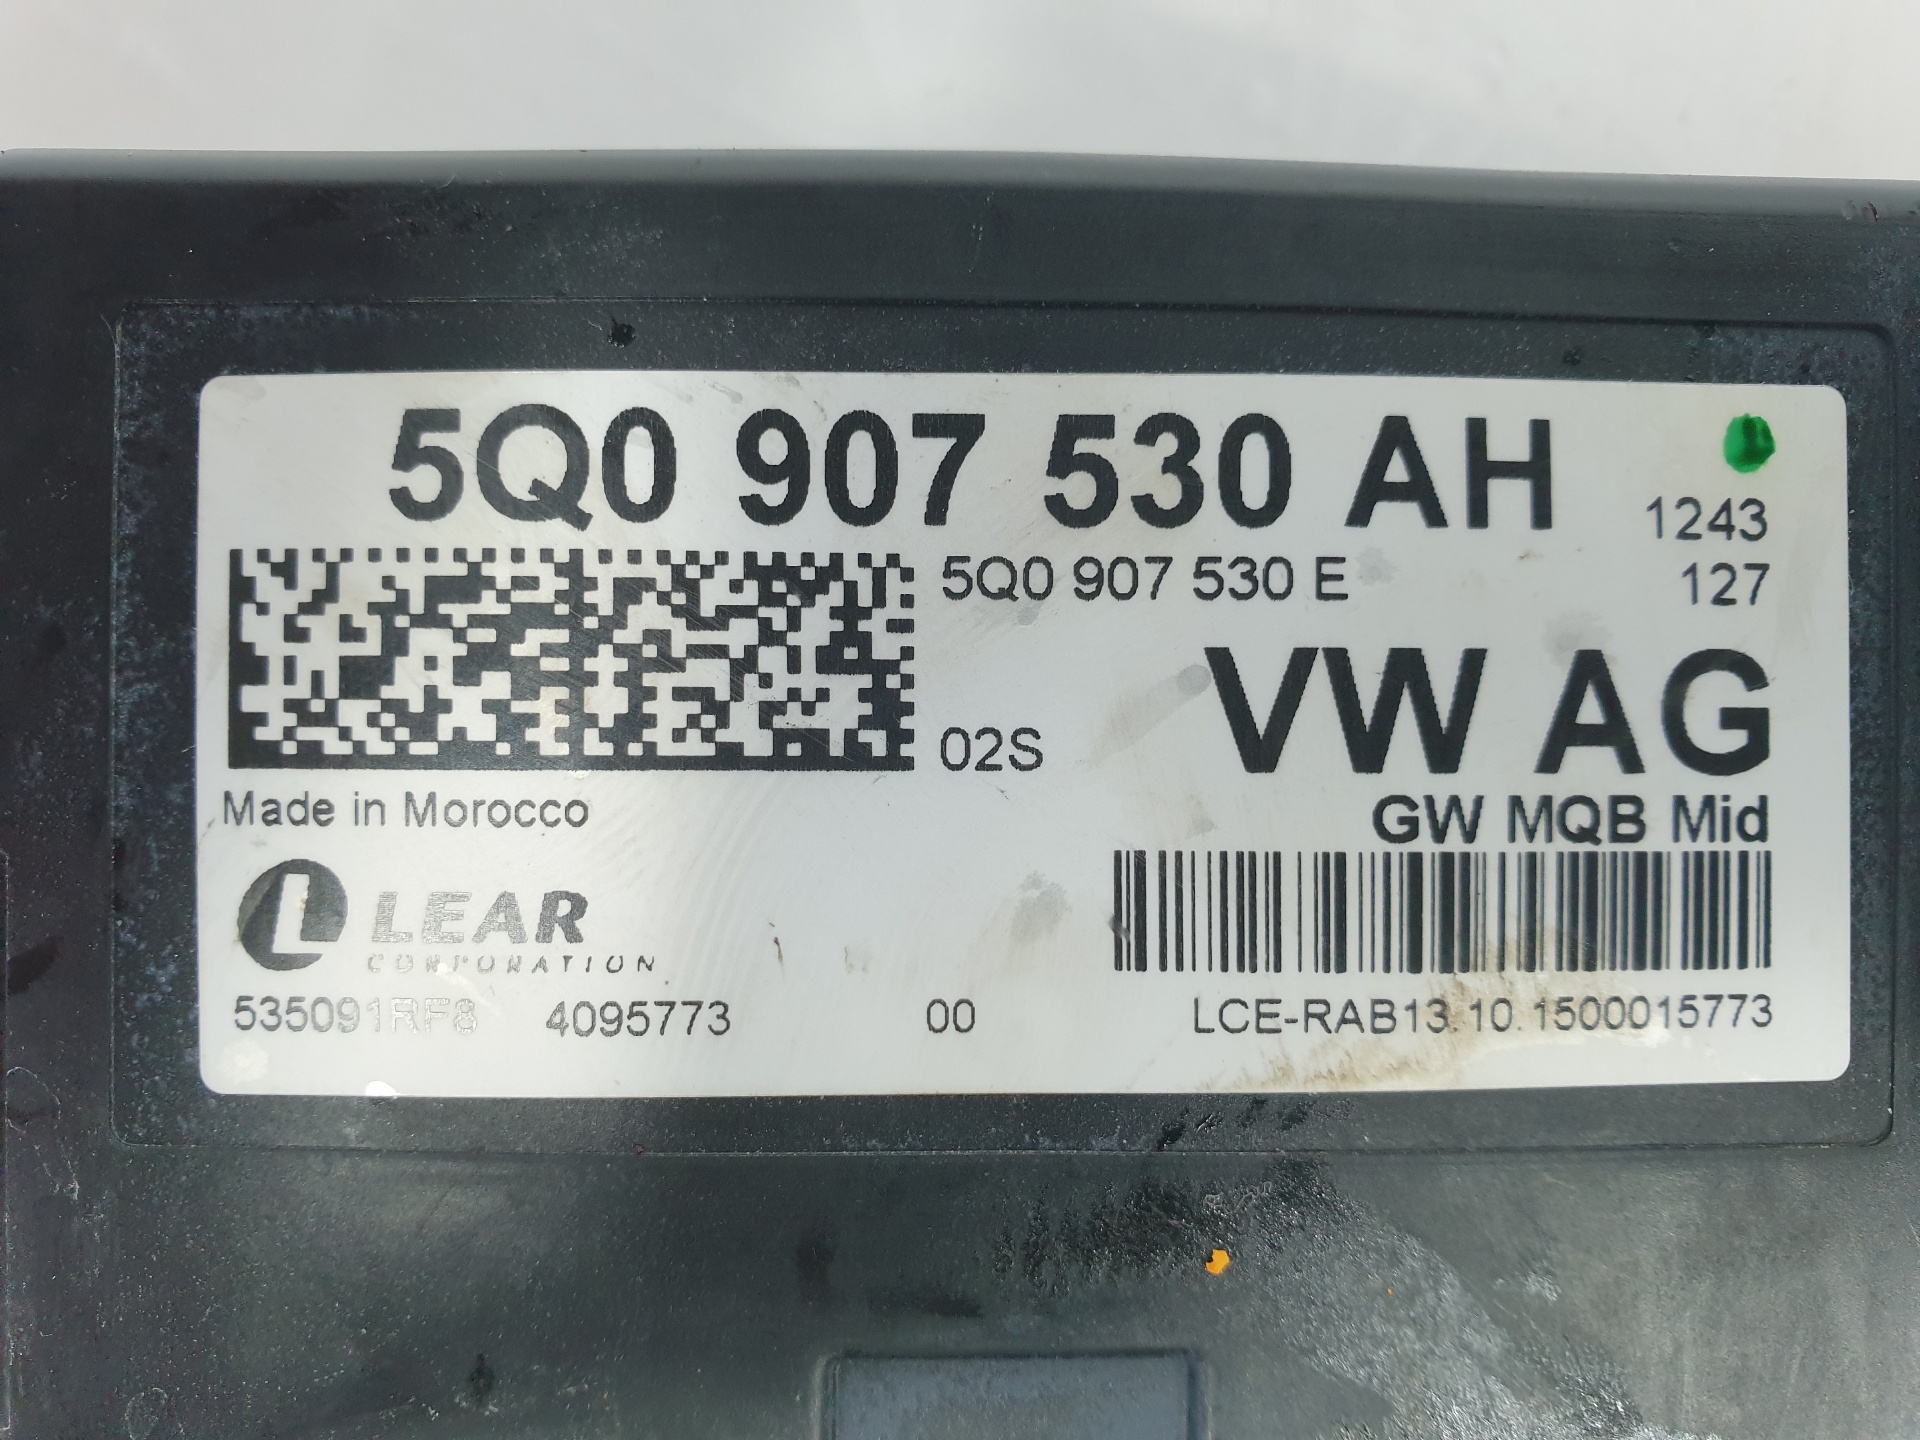 5Q0 907 530 AH
1243
5Q0 907 530 E
127
02S
VW AG
Made in Morocco
GW MQB Mid
L LEAR
CORPORATION
535091RF8 4095773 00 LCE-RAB13.10.1500015773